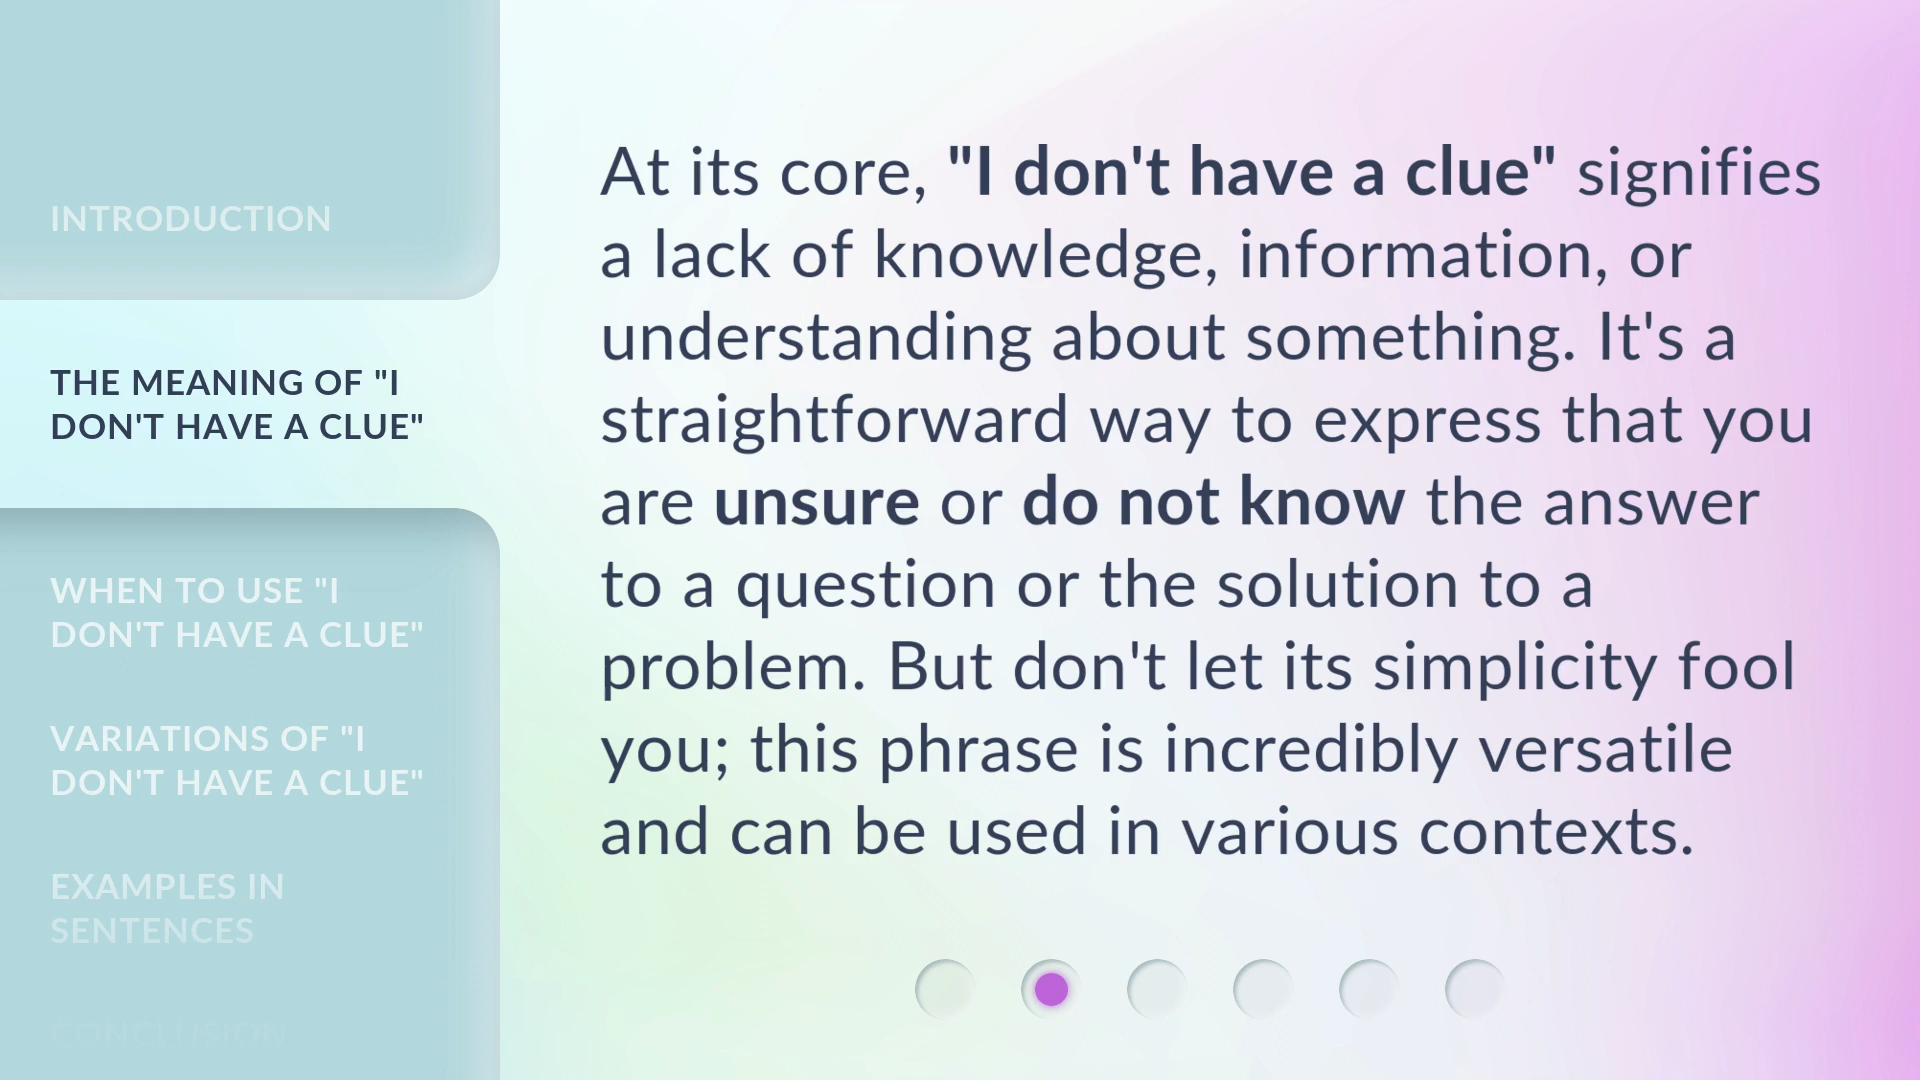 INTRODUCTION
THE MEANING OF "I
DON'T HAVE A CLUE"
WHEN TO USE "I
DON'T HAVE A CLUE"
VARIATIONS OF "I
DON'T HAVE A CLUE"
EXAMPLES IN
SENTENCES
CONCLUSION
At its core, "I don't have a clue" signifies
a lack of knowledge, information, or
understanding about something. It's a
straightforward way to express that you
are unsure or do not know the answer
to a question or the solution to a
problem. But don't let its simplicity fool
you; this phrase is incredibly versatile
and can be used in various contexts.